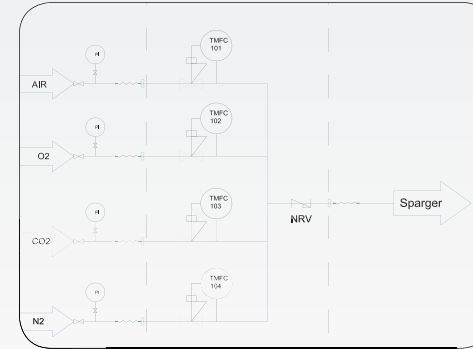 PI
TMFC
101
AIR
PI
TMFC
102
O2
PI
TMFC
103
Sparger
NRV
CO2
PI
TMFC
104
N2